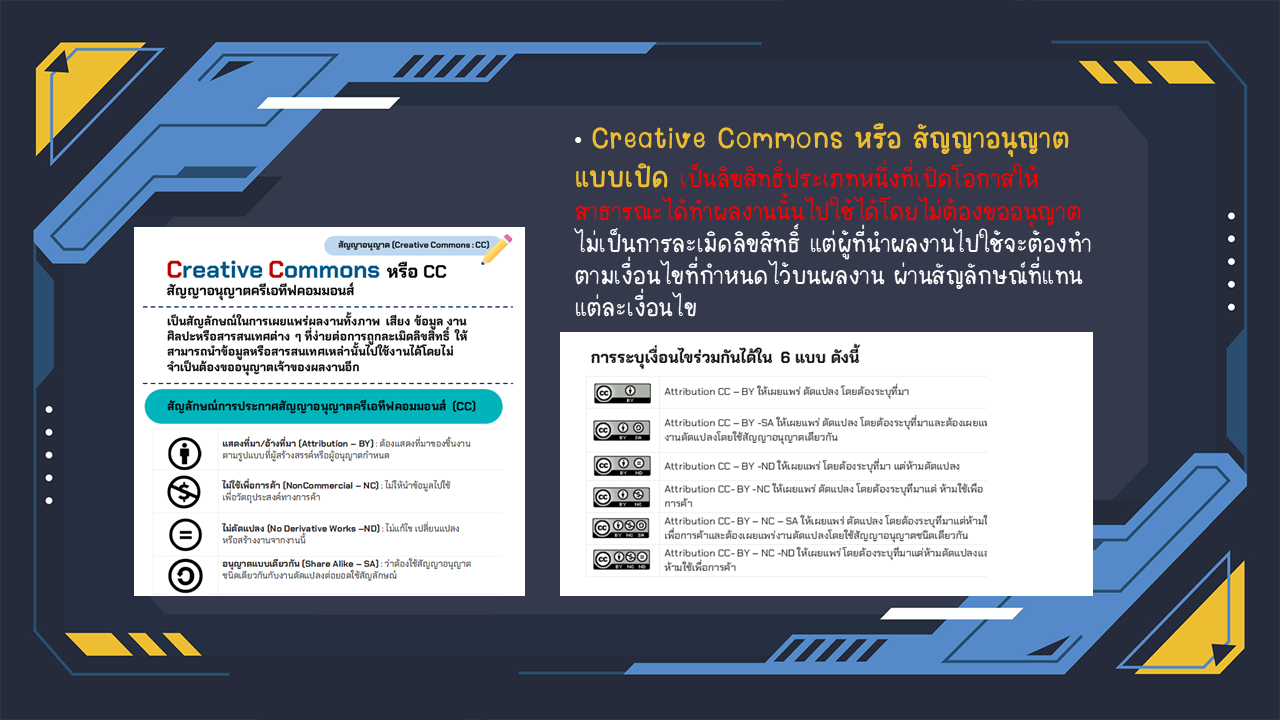 • Creative Commons หรือ สัญญาอนุญาต
แบบเปิด เป็นลิขสิทธิ์ประเภทหนึ่งที่เปิดโอกาสให้
สาธารณะได้ทำผลงานนั้นไปใช้ได้โดยไม่ต้องขออนุญาต
ไม่เป็นการละเมิดลิขสิทธิ์ แต่ผู้ที่นำผลงานไปใช้จะต้องทำ
ตามเงื่อนไขที่กำหนดไว้บนผลงาน ผ่านสัญลักษณ์ที่แทน
แต่ละเงื่อนไข
สัญญาอนุญาต (Creative Commons : CC)
Creative Commons หรือ CC
สัญญาอนุญาตครีเอทีฟคอมมอนส์
เป็นสัญลักษณ์ในการเผยแพร่ผลงานทั้งภาพ เสียง ข้อมูล งาน
ศิลปะหรือสารสนเทศต่าง ๆ ที่ง่ายต่อการถูกละเมิดลิขสิทธิ์ ให้
สามารถนำข้อมูลหรือสารสนเทศเหล่านั้นไปใช้งานได้โดยไม่
จำเป็นต้องขออนุญาตเจ้าของผลงานอีก
สัญลักษณ์การประกาศสัญญาอนุญาตครีเอทีฟคอมมอนส์ (CC)
แสดงที่มา/อ้างที่มา (Attribution – BY) : ต้องแสดงที่มาของชิ้นงาน
ตามรูปแบบที่ผู้สร้างสรรค์หรือผู้อนุญาตกำหนด
ไม่ใช้เพื่อการค้า (NonCommercial – NC) : ไม่ให้นำข้อมูลไปใช้
เพื่อวัตถุประสงค์ทางการค้า
ไม่ดัดแปลง (No Derivative Works –ND) : ไม่แก้ไข เปลี่ยนแปลง
หรือสร้างงานจากงานนี้
อนุญาตแบบเดียวกัน (Share Alike – SA) : ว่าต้องใช้สัญญาอนุญาต
ชนิดเดียวกันกับงานดัดแปลงต่อยอดใช้สัญลักษณ์
การระบุเงื่อนไขร่วมกันได้ใน 6 แบบ ดังนี้
cc BY
Attribution CC – BY ให้เผยแพร่ ดัดแปลง โดยต้องระบุที่มา
cc BY SA
Attribution CC – BY -SA ให้เผยแพร่ ดัดแปลง โดยต้องระบุที่มาและต้องเผยแพ
งานดัดแปลงโดยใช้สัญญาอนุญาตเดียวกัน
cc BY ND
Attribution CC – BY -ND ให้เผยแพร่ โดยต้องระบุที่มา แต่ห้ามดัดแปลง
cc BY NC
Attribution CC- BY -NC ให้เผยแพร่ ดัดแปลง โดยต้องระบุที่มาแต่ ห้ามใช้เพื่อ
การค้า
cc BY NC SA
Attribution CC- BY – NC – SA ให้เผยแพร่ ดัดแปลง โดยต้องระบุที่มาแต่ห้ามใ
เพื่อการค้าและต้องเผยแพร่งานดัดแปลงโดยใช้สัญญาอนุญาตชนิดเดียวกัน
cc BY NC ND
Attribution CC- BY – NC -ND ให้เผยแพร่ โดยต้องระบุที่มาแต่ห้ามดัดแปลงแล
ห้ามใช้เพื่อการค้า